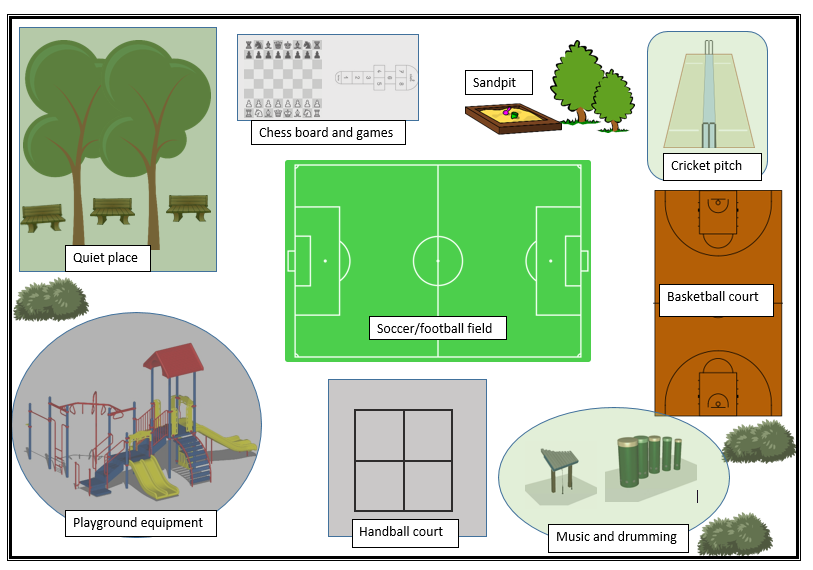 Sandpit
Chess board and games
Cricket pitch
Quiet place
Basketball court
Soccer/football field
Playground equipment
Handball court
Music and drumming